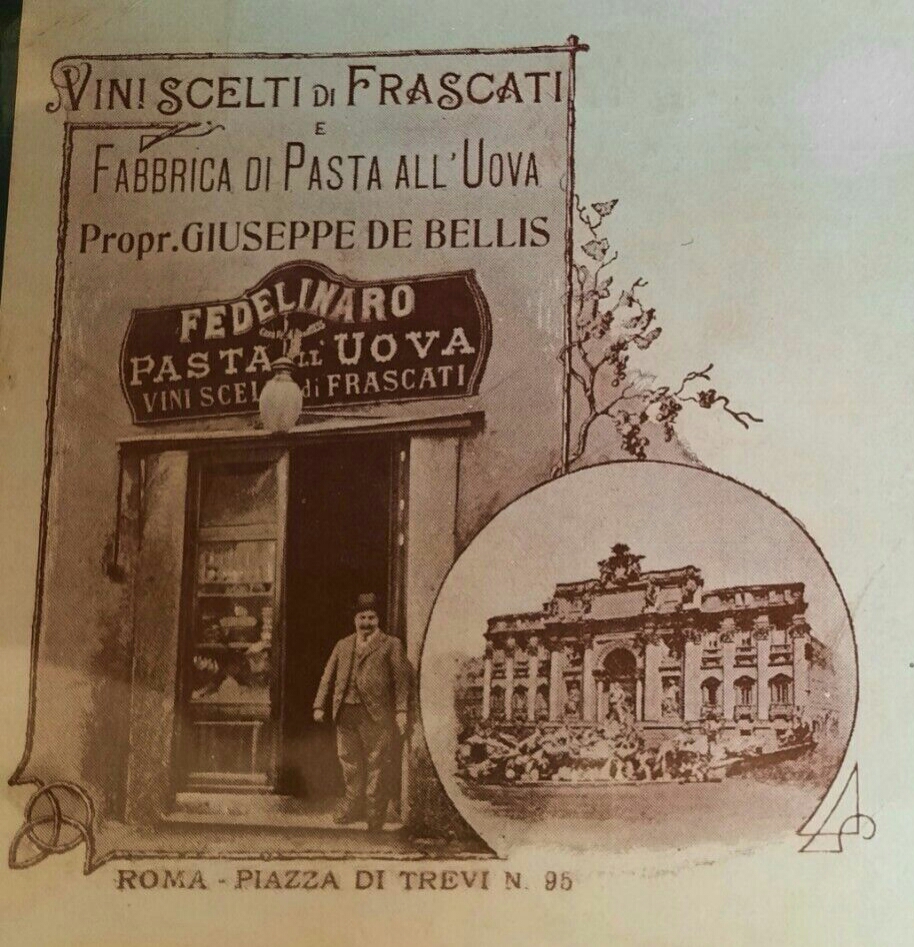 VINI SCELTI DI FRASCATI
E
FABBRICA DI PASTA ALL'UOVA
Propr. GIUSEPPE DE BELLIS
FEDELINARO
PASTA ALL' UOVA
VINI SCEL di FRASCATI
ROMA - PIAZZA DI TREVI N. 95